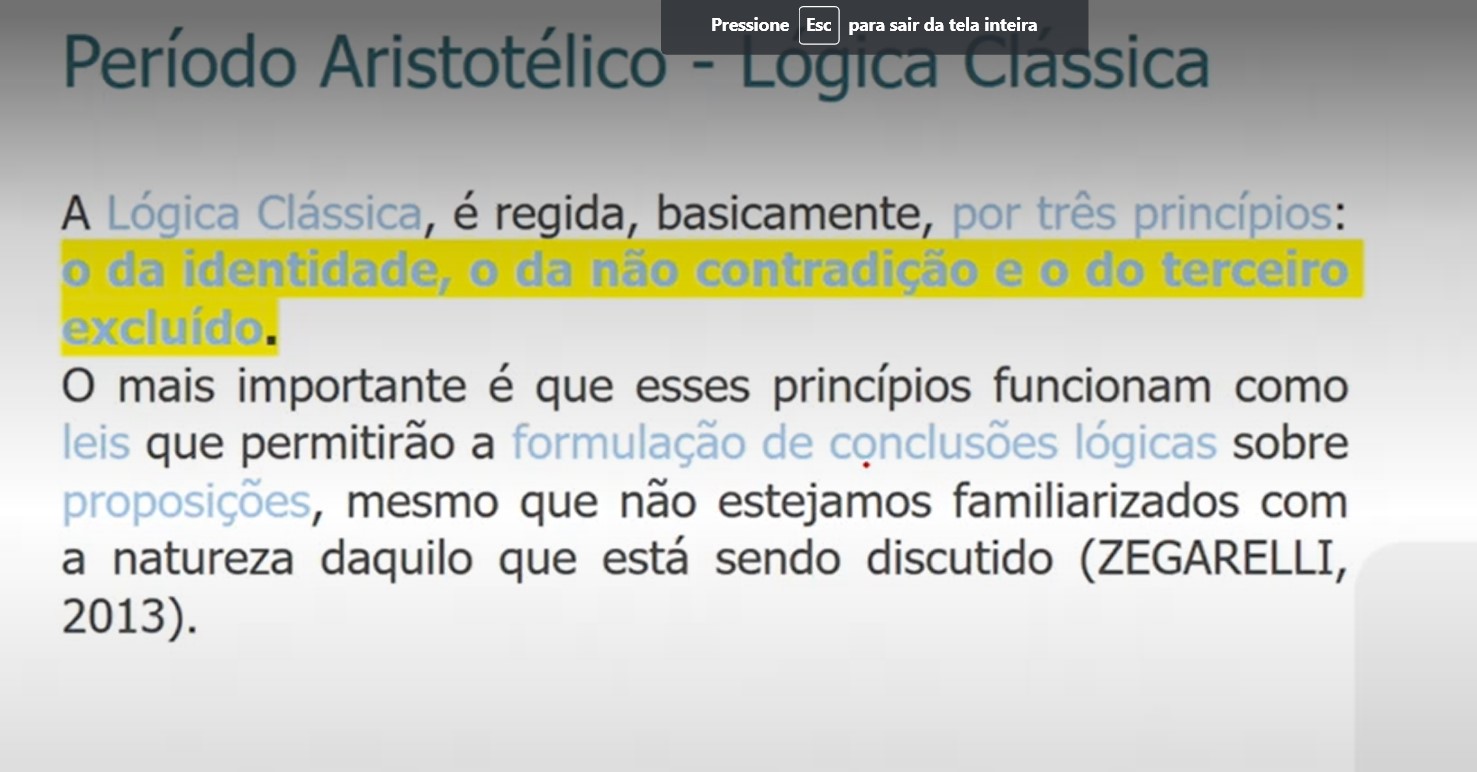 Pressione Esc para sair da tela inteira
Período Aristotélico - Lógica Clássica
A Lógica Clássica, é regida, basicamente, por três princípios:
o da identidade, o da não contradição e o do terceiro
excluído.
O mais importante é que esses princípios funcionam como
leis que permitirão a formulação de conclusões lógicas sobre
proposições, mesmo que não estejamos familiarizados com
a natureza daquilo que está sendo discutido (ZEGARELLI,
2013).